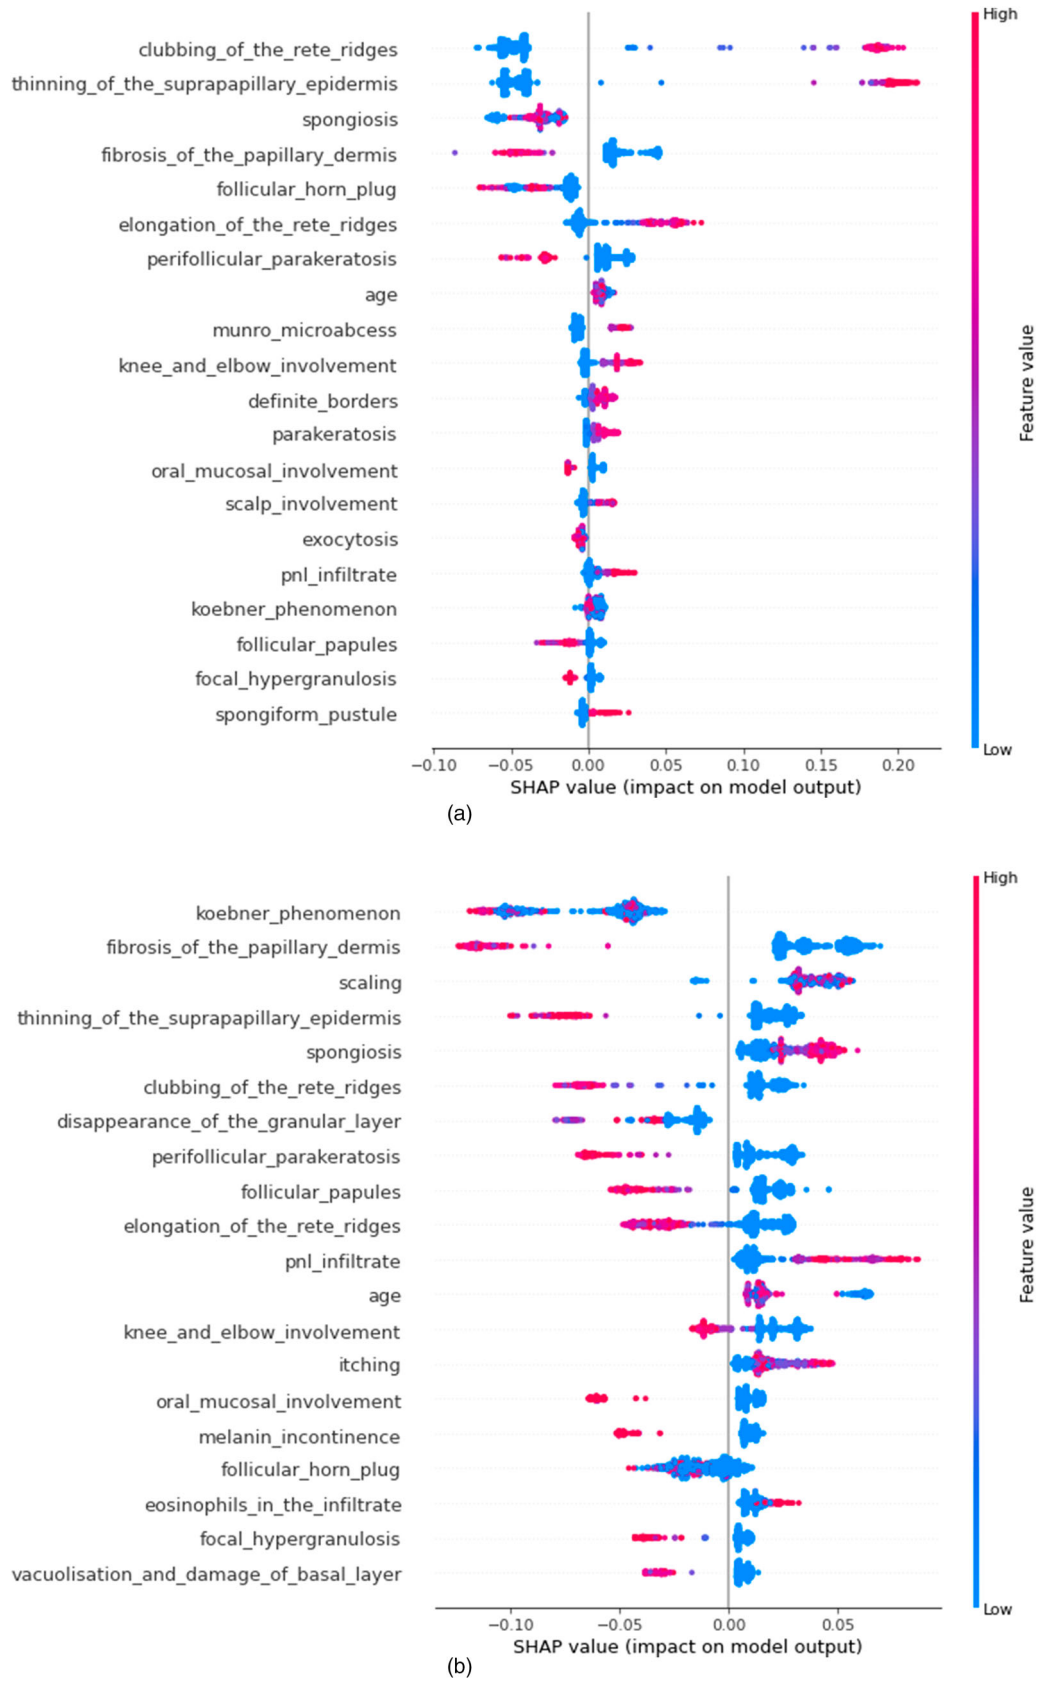 High
clubbing_of_the_rete_ridges
thinning_of_the_suprapapillary_epidermis
spongiosis
fibrosis_of_the_papillary_dermis
follicular_horn_plug
elongation_of_the_rete_ridges
perifollicular_parakeratosis
age
munro_microabcess
knee_and_elbow_involvement
definite_borders
parakeratosis
oral_mucosal_involvement
scalp_involvement
exocytosis
pnl_infiltrate
koebner_phenomenon
follicular_papules
focal_hypergranulosis
spongiform_pustule
Feature value
Low
−0.10 −0.05 0.00 0.05 0.10 0.15 0.20
SHAP value (impact on model output)
(a)
High
koebner_phenomenon
fibrosis_of_the_papillary_dermis
scaling
thinning_of_the_suprapapillary_epidermis
spongiosis
clubbing_of_the_rete_ridges
disappearance_of_the_granular_layer
perifollicular_parakeratosis
follicular_papules
elongation_of_the_rete_ridges
pnl_infiltrate
age
knee_and_elbow_involvement
itching
oral_mucosal_involvement
melanin_incontinence
follicular_horn_plug
eosinophils_in_the_infiltrate
focal_hypergranulosis
vacuolisation_and_damage_of_basal_layer
Feature value
Low
−0.10 −0.05 0.00 0.05
SHAP value (impact on model output)
(b)